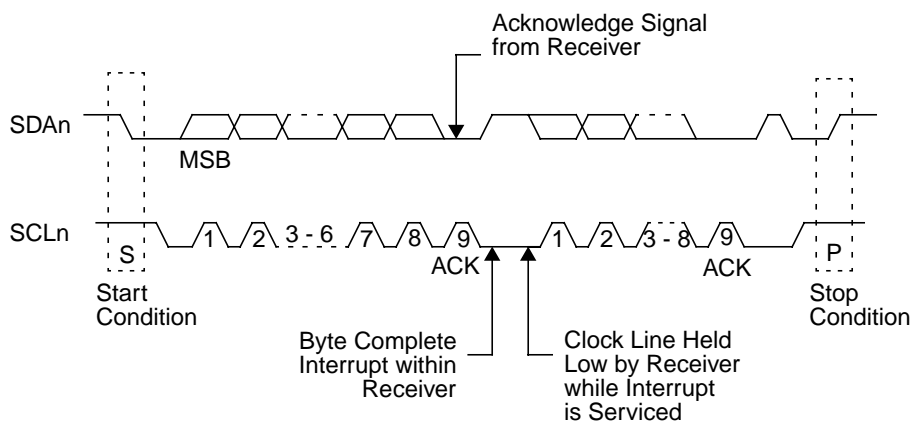 Acknowledge Signal
from Receiver
SDAn
MSB
SCLn
S
1
2
3 - 6
7
8
9
ACK
1
2
3 - 8
9
ACK
P
Start
Condition
Stop
Condition
Byte Complete
Interrupt within
Receiver
Clock Line Held
Low by Receiver
while Interrupt
is Serviced